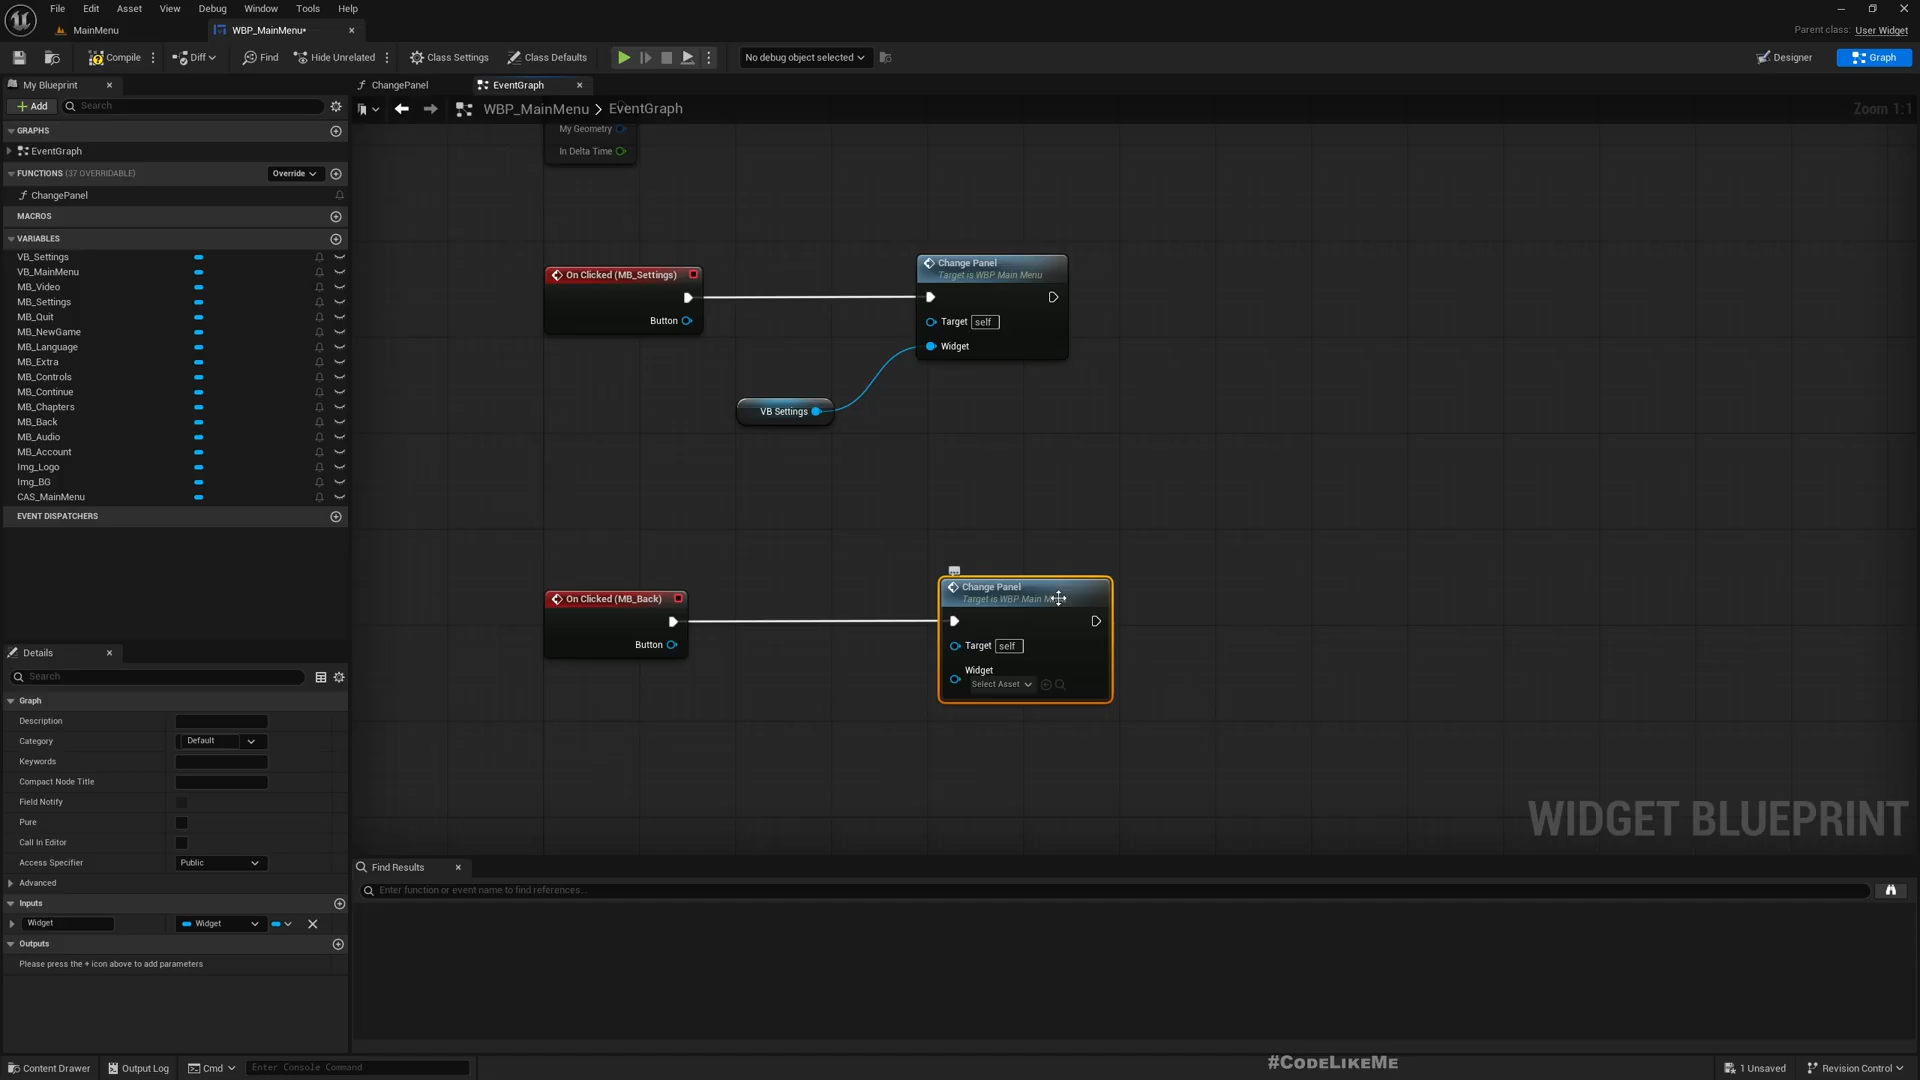 File Edit Asset View Debug Window Tools Help
MainMenu
WBP_MainMenu•
Parent class: User Widget
Compile
Diff
Find
Hide Unrelated
Class Settings
Class Defaults
No debug object selected
Designer
Graph
My Blueprint
ChangePanel
EventGraph
Add
Search
WBP_MainMenu > EventGraph
Zoom 1:1
GRAPHS
EventGraph
FUNCTIONS (37 OVERRIDABLE)
Override
ChangePanel
MACROS
VARIABLES
VB_Settings
VB_MainMenu
MB_Video
MB_Settings
MB_Quit
MB_NewGame
MB_Language
MB_Extra
MB_Controls
MB_Continue
MB_Chapters
MB_Back
MB_Audio
MB_Account
Img_Logo
Img_BG
CAS_MainMenu
EVENT DISPATCHERS
My Geometry
In Delta Time
On Clicked (MB_Settings)
Button
Change Panel
Target is WBP Main Menu
Target self
Widget
VB Settings
On Clicked (MB_Back)
Button
Change Panel
Target is WBP Main
Target self
Widget
Select Asset
WIDGET BLUEPRINT
Details
Search
Graph
Description
Category Default
Keywords
Compact Node Title
Field Notify
Pure
Call In Editor
Access Specifier Public
Advanced
Inputs
Widget Widget
Outputs
Please press the + icon above to add parameters
Find Results
Enter function or event name to find references...
Content Drawer
Output Log
Cmd
Enter Console Command
#CodeLikeMe
1 Unsaved
Revision Control